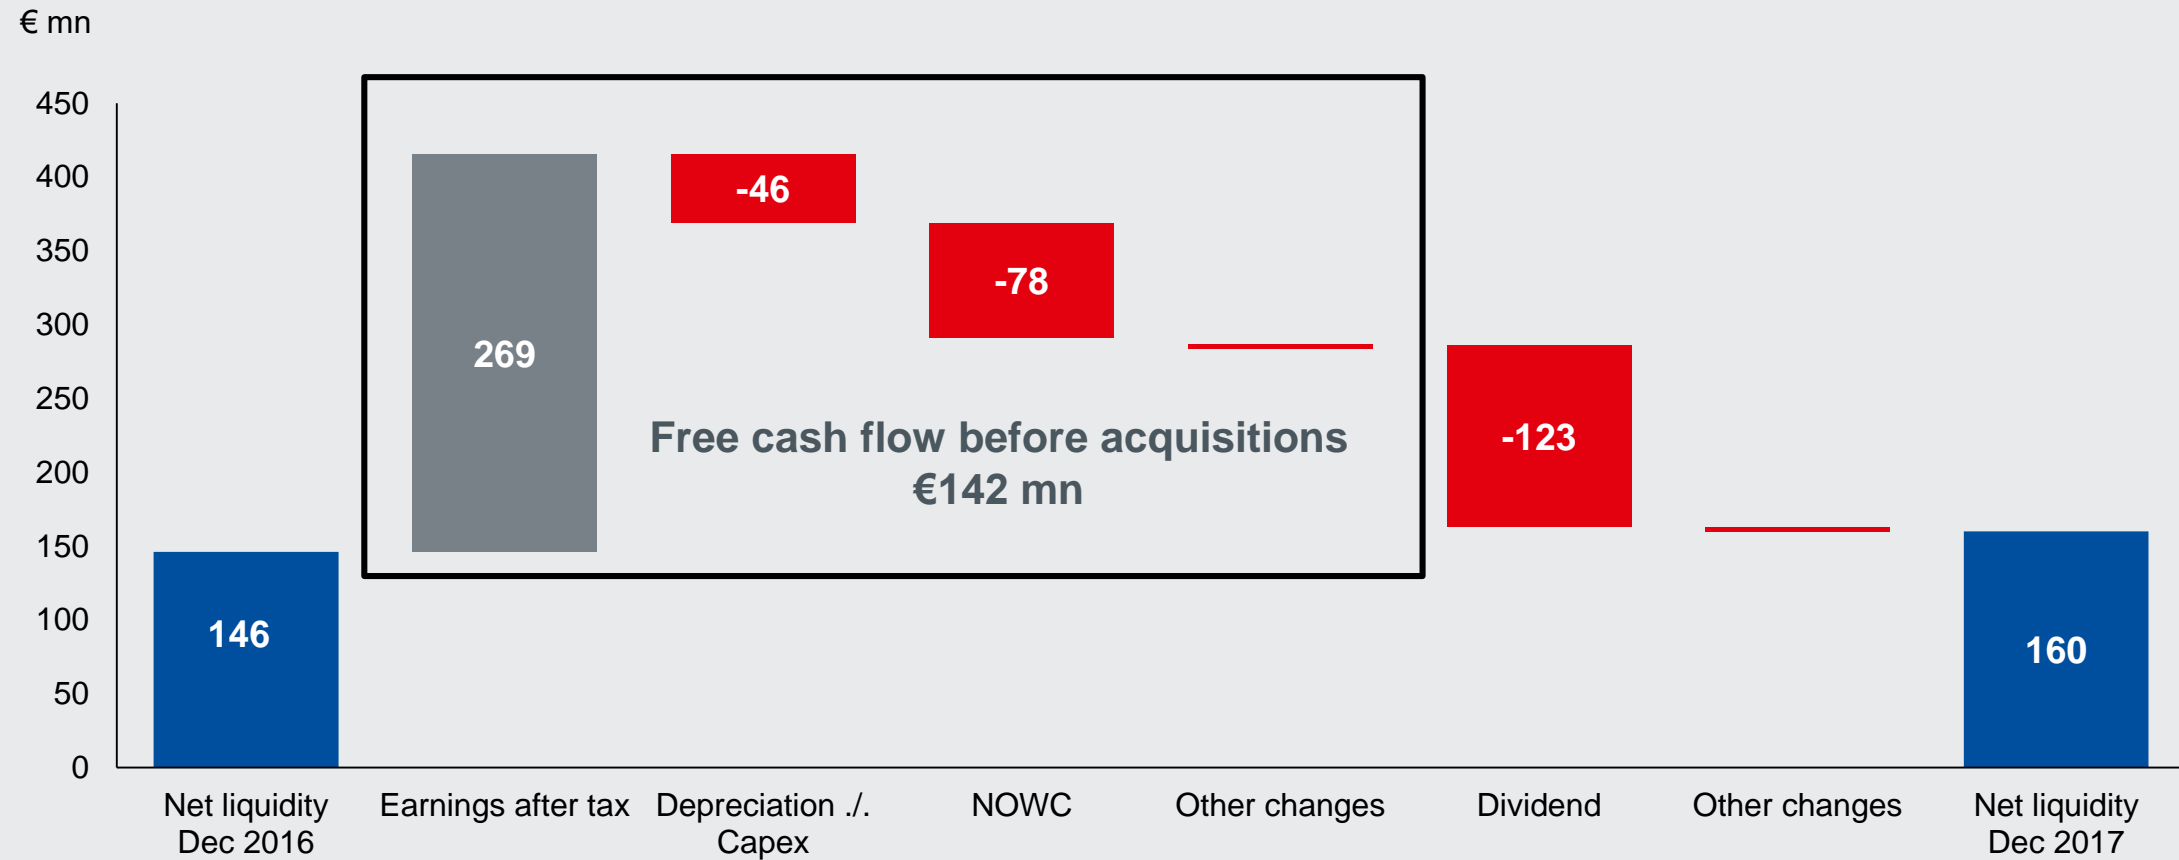 € mn
450
400
350
300
250
200
150
100
50
0
146
269
-46
-78
Free cash flow before acquisitions
€142 mn
-123
160
Net liquidity
Dec 2016
Earnings after tax
Depreciation ./.
Capex
NOWC
Other changes
Dividend
Other changes
Net liquidity
Dec 2017